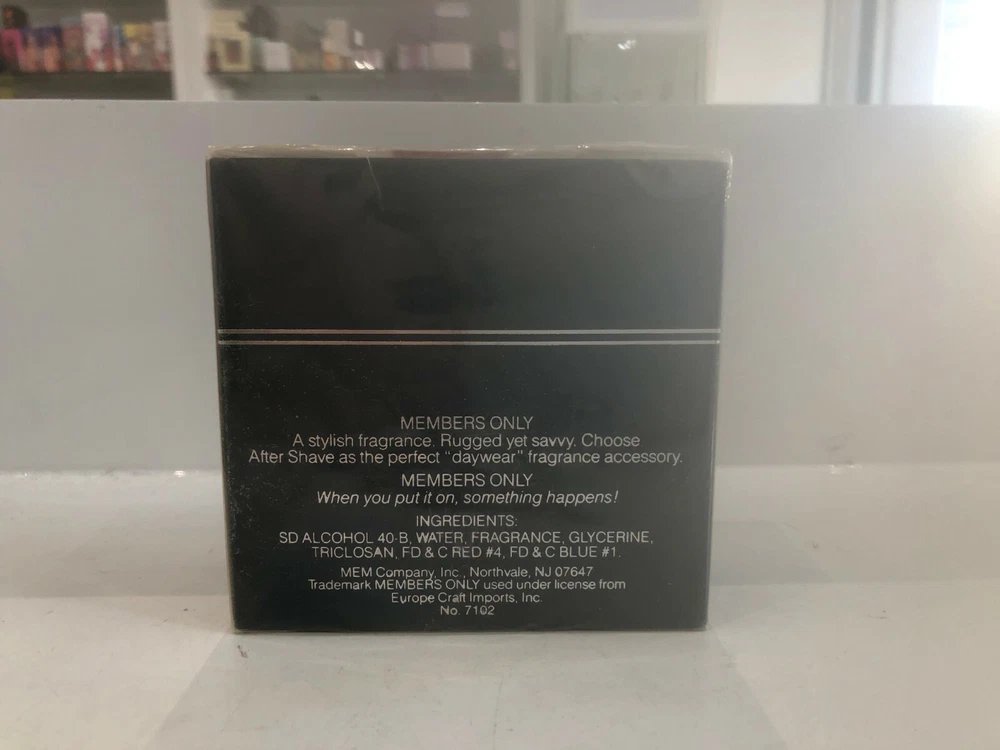 MEMBERS ONLY
A stylish fragrance. Rugged yet savvy. Choose
After Shave as the perfect "daywear" fragrance accessory.
MEMBERS ONLY
When you put it on, something happens!
INGREDIENTS:
SD ALCOHOL 40-B, WATER, FRAGRANCE, GLYCERINE,
TRICLOSAN, FD & C RED #4, FD & C BLUE #1.
MEM Company, Inc., Northvale, NJ 07647
Trademark MEMBERS ONLY used under license from
Europe Craft Imports, Inc.
No. 7102